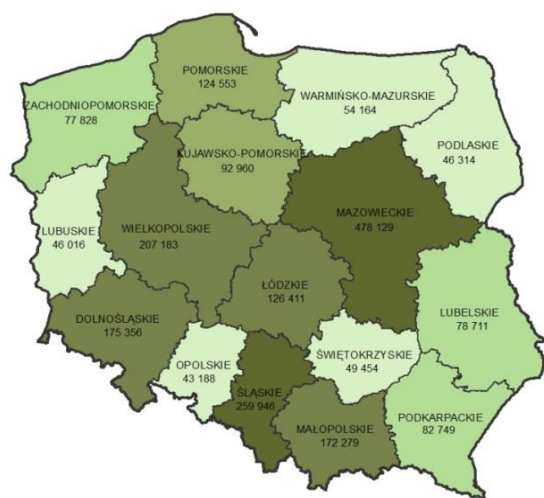 POMORSKIE
124 553
WARMIŃSKO-MAZURSKIE
54 164
ZACHODNIOPOMORSKIE
77 828
PODLASKIE
46 314
KUJAWSKO-POMORSKIE
92 960
MAZOWIECKIE
478 129
LUBUSKIE
46 016
WIELKOPOLSKIE
207 183
ŁÓDZKIE
126 411
LUBELSKIE
78 711
DOLNOŚLĄSKIE
175 356
OPOLSKIE
43 188
ŚWIĘTOKRZYSKIE
49 454
ŚLĄSKIE
259 946
MAŁOPOLSKIE
172 279
PODKARPACKIE
82 749